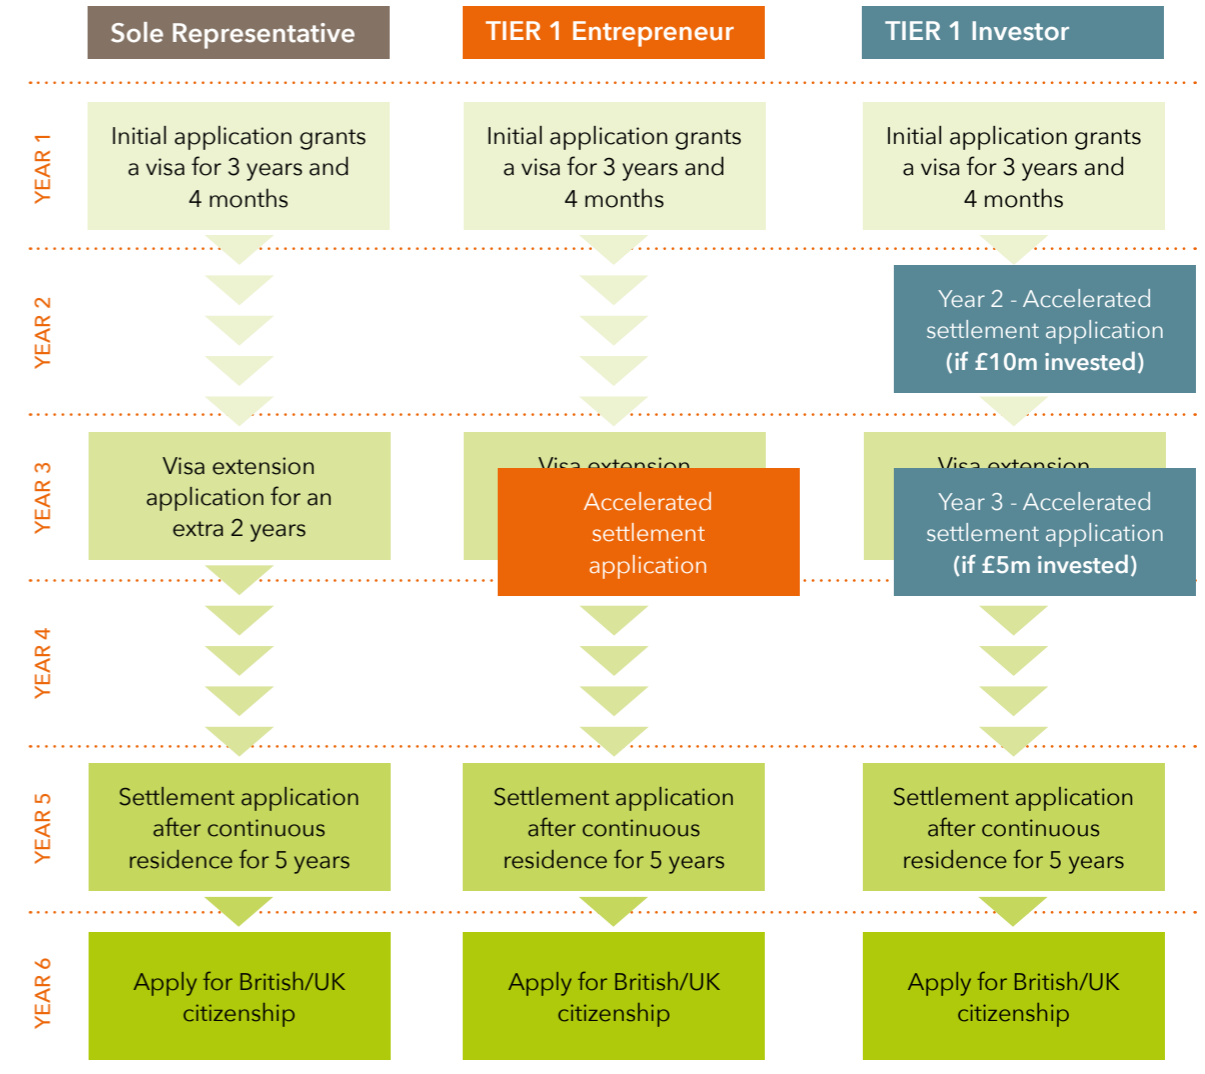 Sole Representative
TIER 1 Entrepreneur
TIER 1 Investor
YEAR 1
Initial application grants
a visa for 3 years and
4 months
Initial application grants
a visa for 3 years and
4 months
Initial application grants
a visa for 3 years and
4 months
YEAR 2
Year 2 - Accelerated
settlement application
(if £10m invested)
YEAR 3
Visa extension
application for an
extra 2 years
Visa extension
Accelerated
settlement
application
Visa extension
Year 3 - Accelerated
settlement application
(if £5m invested)
YEAR 4
YEAR 5
Settlement application
after continuous
residence for 5 years
Settlement application
after continuous
residence for 5 years
Settlement application
after continuous
residence for 5 years
YEAR 6
Apply for British/UK
citizenship
Apply for British/UK
citizenship
Apply for British/UK
citizenship